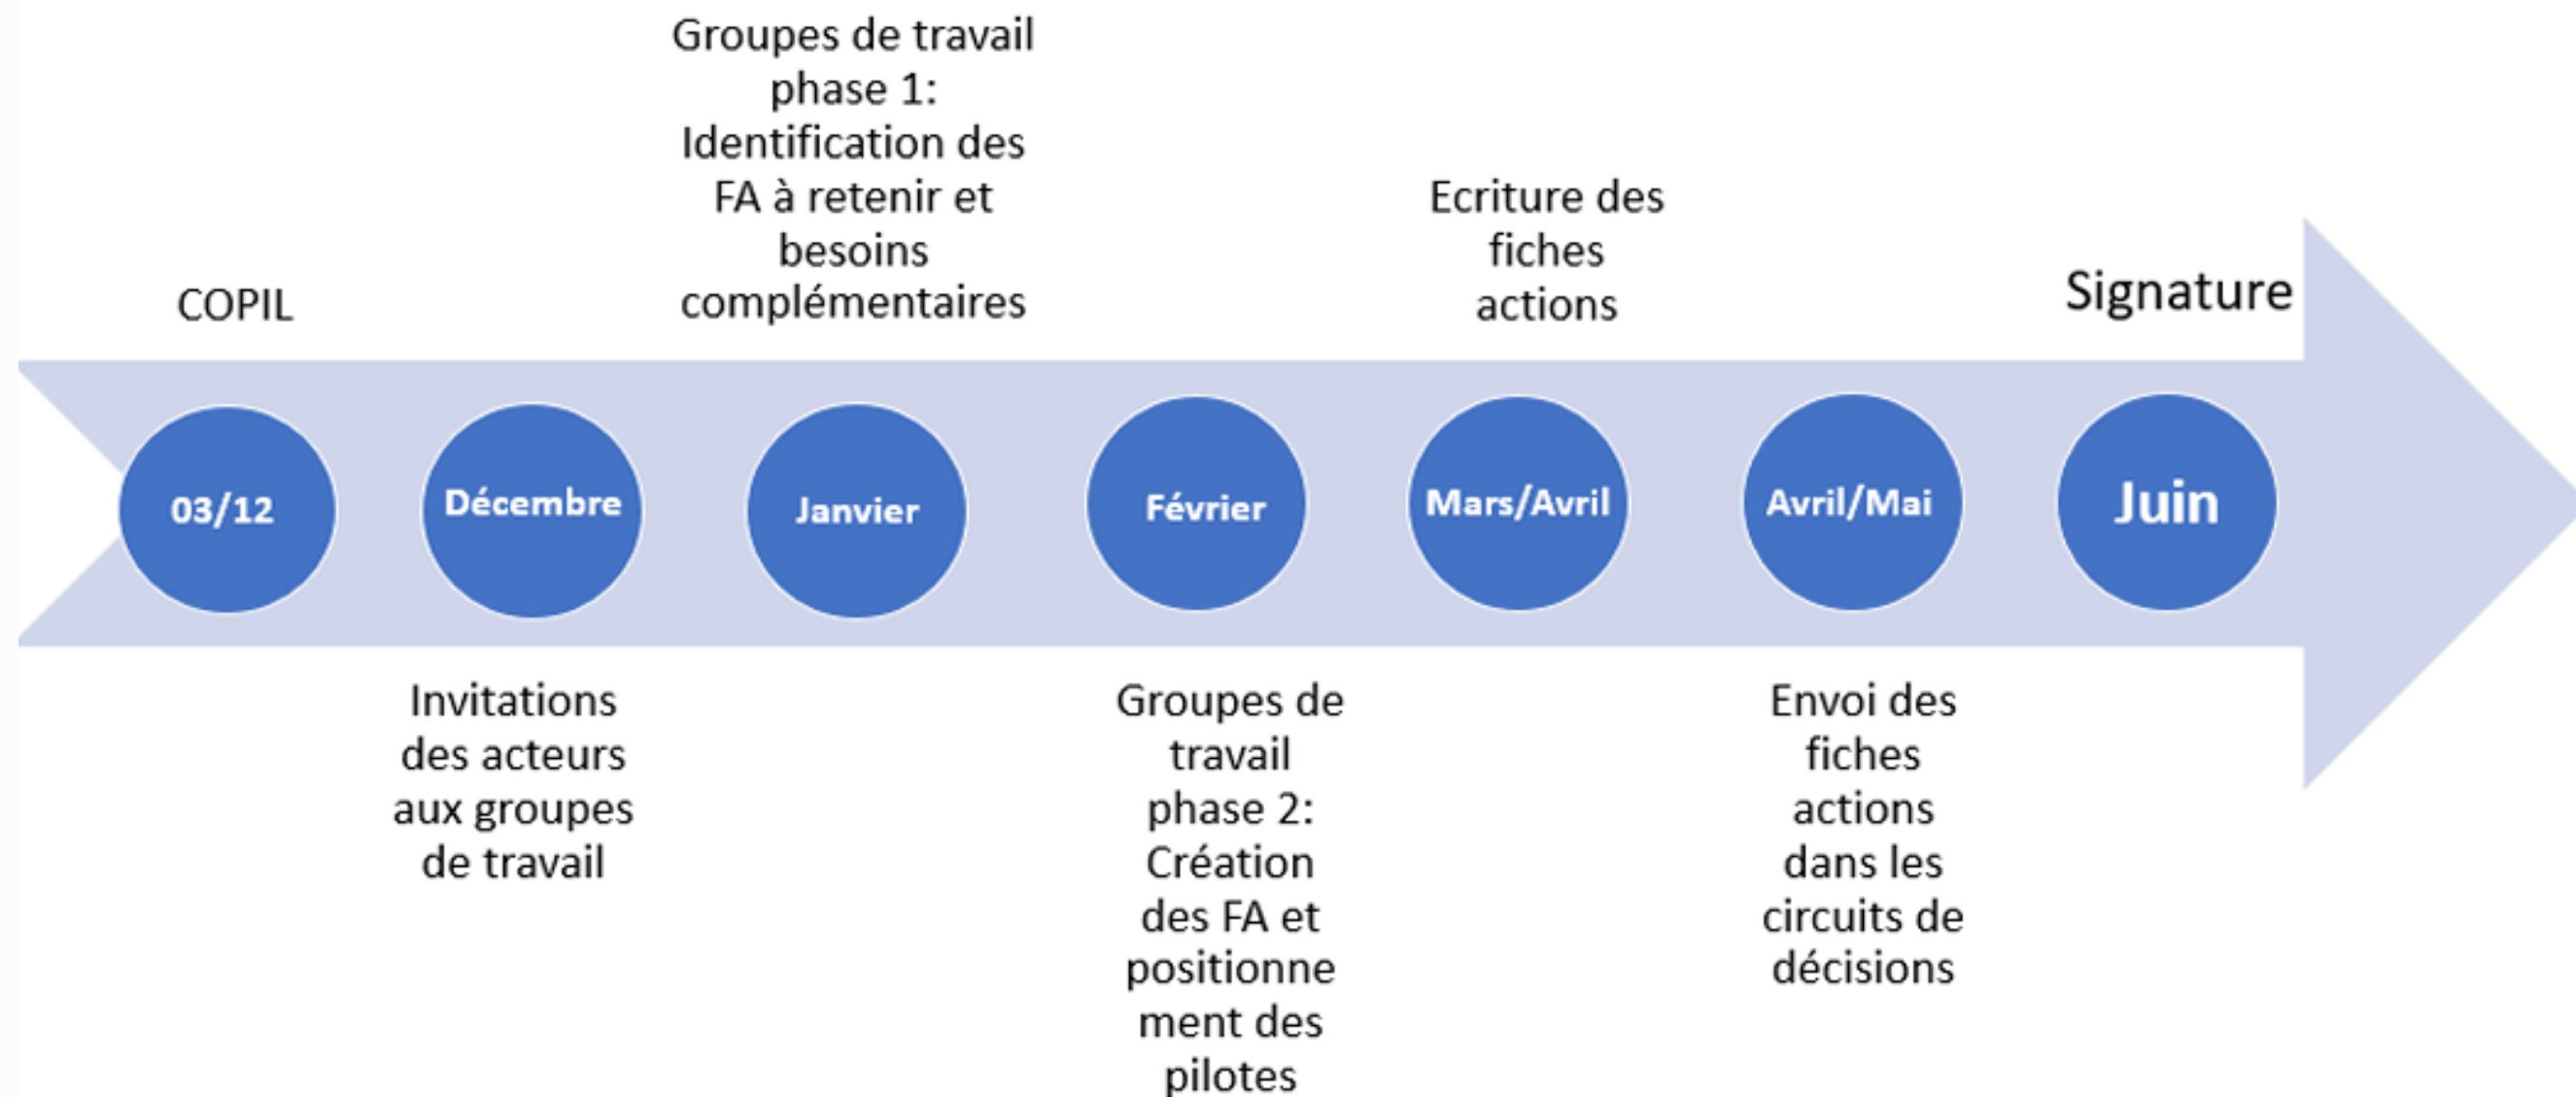 Groupes de travail
phase 1:
Identification des
FA à retenir et
besoins
complémentaires
Ecriture des
fiches
actions
COPIL
Signature
03/12
Décembre
Janvier
Février
Mars/Avril
Avril/Mai
Juin
Invitations
des acteurs
aux groupes
de travail
Groupes de
travail
phase 2:
Création
des FA et
positionne
ment des
pilotes
Envoi des
fiches
actions
dans les
circuits de
décisions